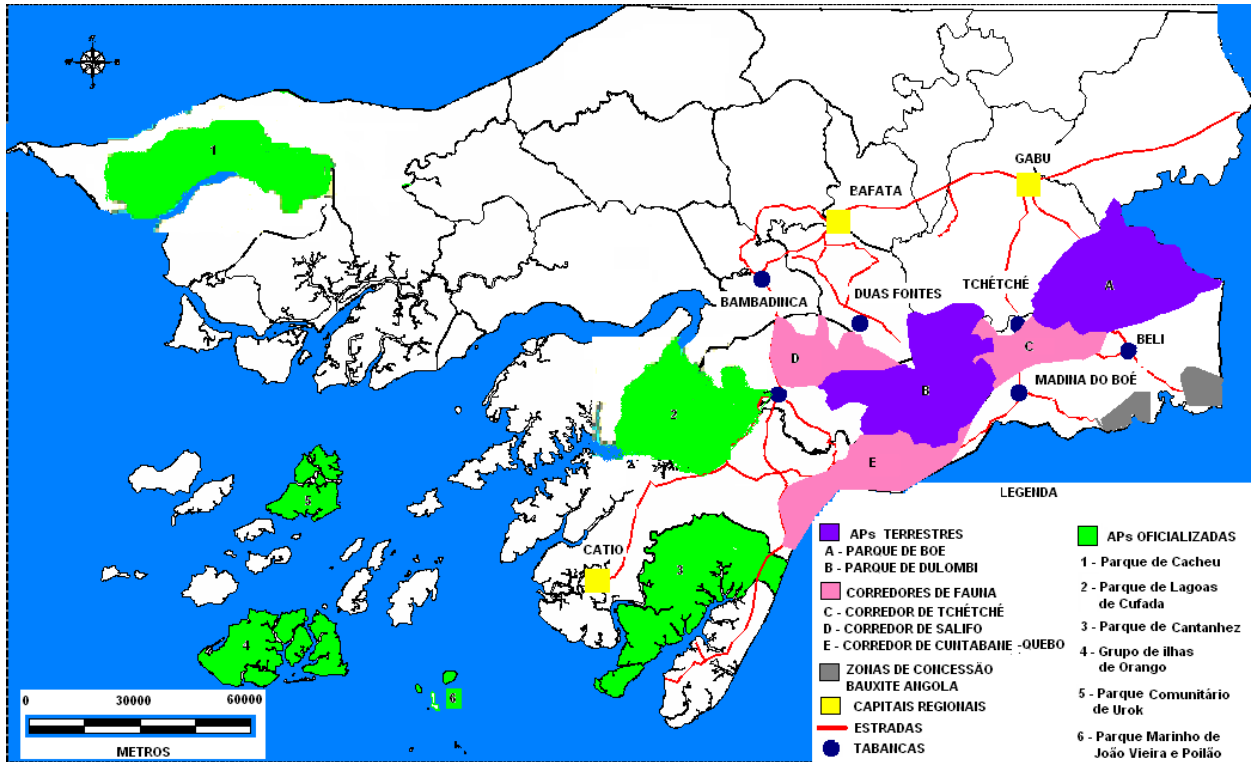 N
1
GABU
BAFATA
A
BAMBADINCA
DUAS FONTES
TCHÉTCHÉ
BELI
C
D
MADINA DO BOÉ
B
2
E
5
CATIO
3
4
6
LEGENDA
APs TERRESTRES
A - PARQUE DE BOE
B - PARQUE DE DULOMBI
CORREDORES DE FAUNA
C - CORREDOR DE TCHÉTCHÉ
D - CORREDOR DE SALIFO
E - CORREDOR DE CUNTABANE -QUEBO
ZONAS DE CONCESSÃO
BAUXITE ANGOLA
CAPITAIS REGIONAIS
ESTRADAS
TABANCAS
APs OFICIALIZADAS
1 - Parque de Cacheu
2 - Parque de Lagoas
de Cufada
3 - Parque de Cantanhez
4 - Grupo de ilhas
de Orango
5 - Parque Comunitário
de Urok
6 - Parque Marinho de
João Vieira e Poilão
0 30000 60000
METROS